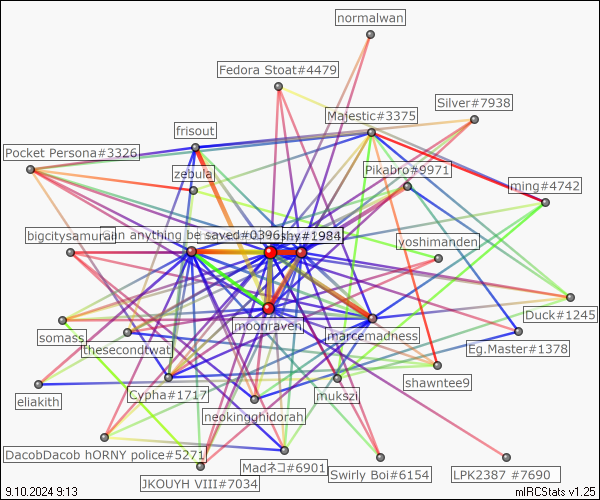 normalwan
Fedora Stoat#4479
Silver#7938
Majestic#3375
frisout
Pocket Persona#3326
zebula
Pikabro#9971
ming#4742
bigcitysamurai
can anything be saved#0396
shy#1984
yoshimanden
Duck#1245
moonraven
marcemadness
somass
thesecondtwat
Eg.Master#1378
shawntee9
eliakith
Cypha#1717
neokingghidorah
mukszi
DacobDacob hORNY police#5271
Madネコ#6901
Swirly Boi#6154
LPK2387 #7690
JKOUYH VIII#7034
9.10.2024 9:13
mIRCStats v1.25